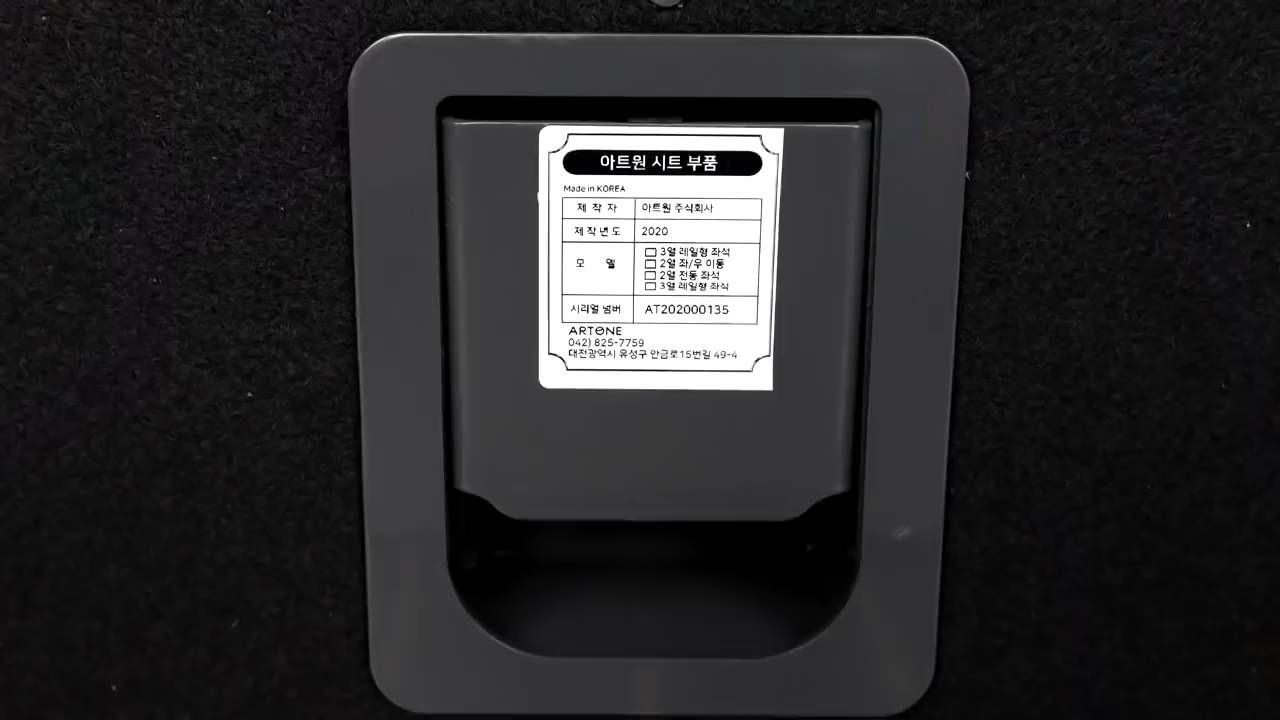 아트원 시트 부품
Made in KOREA
제 작 자 아트원 주식회사
제 작 년 도 2020
모 델
□ 3열 레일형 좌석
□ 2열 좌/우 이동
□ 2열 전동 좌석
□ 3열 레일형 좌석
시리얼 넘버 AT202000135
ARTONE
042) 825-7759
대전광역시 유성구 안금로15번길 49-4